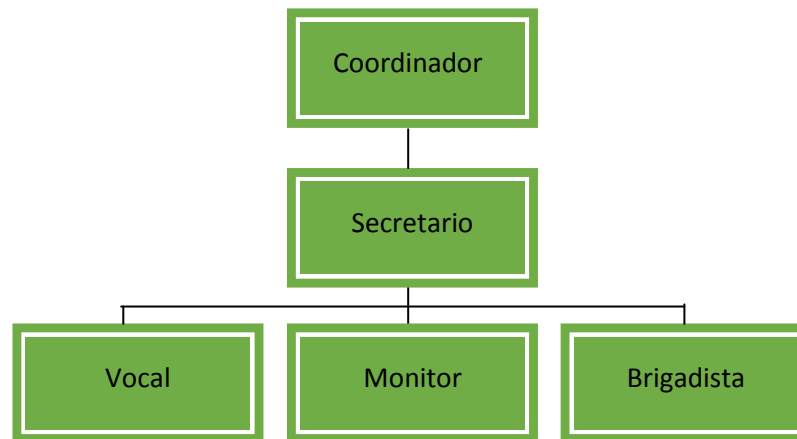 Coordinador
Secretario
Vocal
Monitor
Brigadista